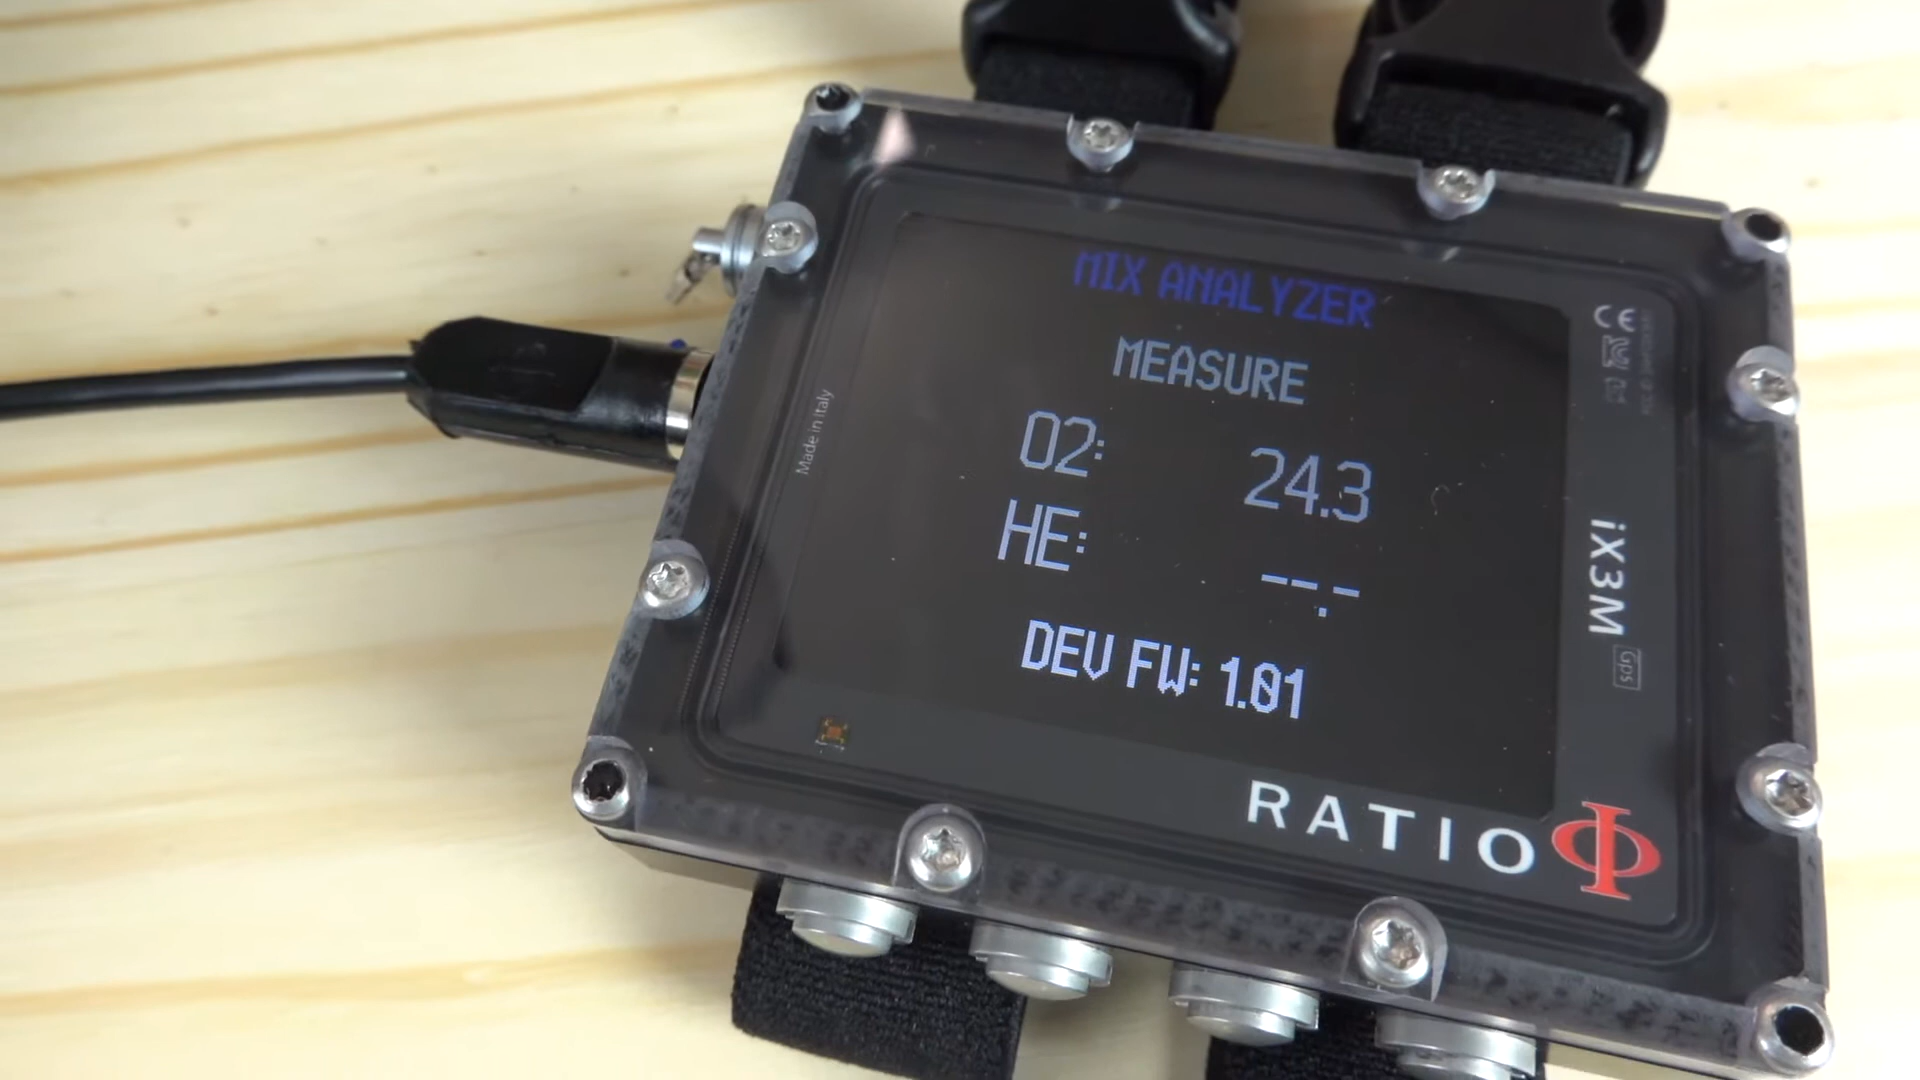 MIX ANALYZER
MEASURE
O2: 24.3
HE: --.-
DEV FW: 1.01
Made in Italy
CE
iX3M
Gps
RATIO